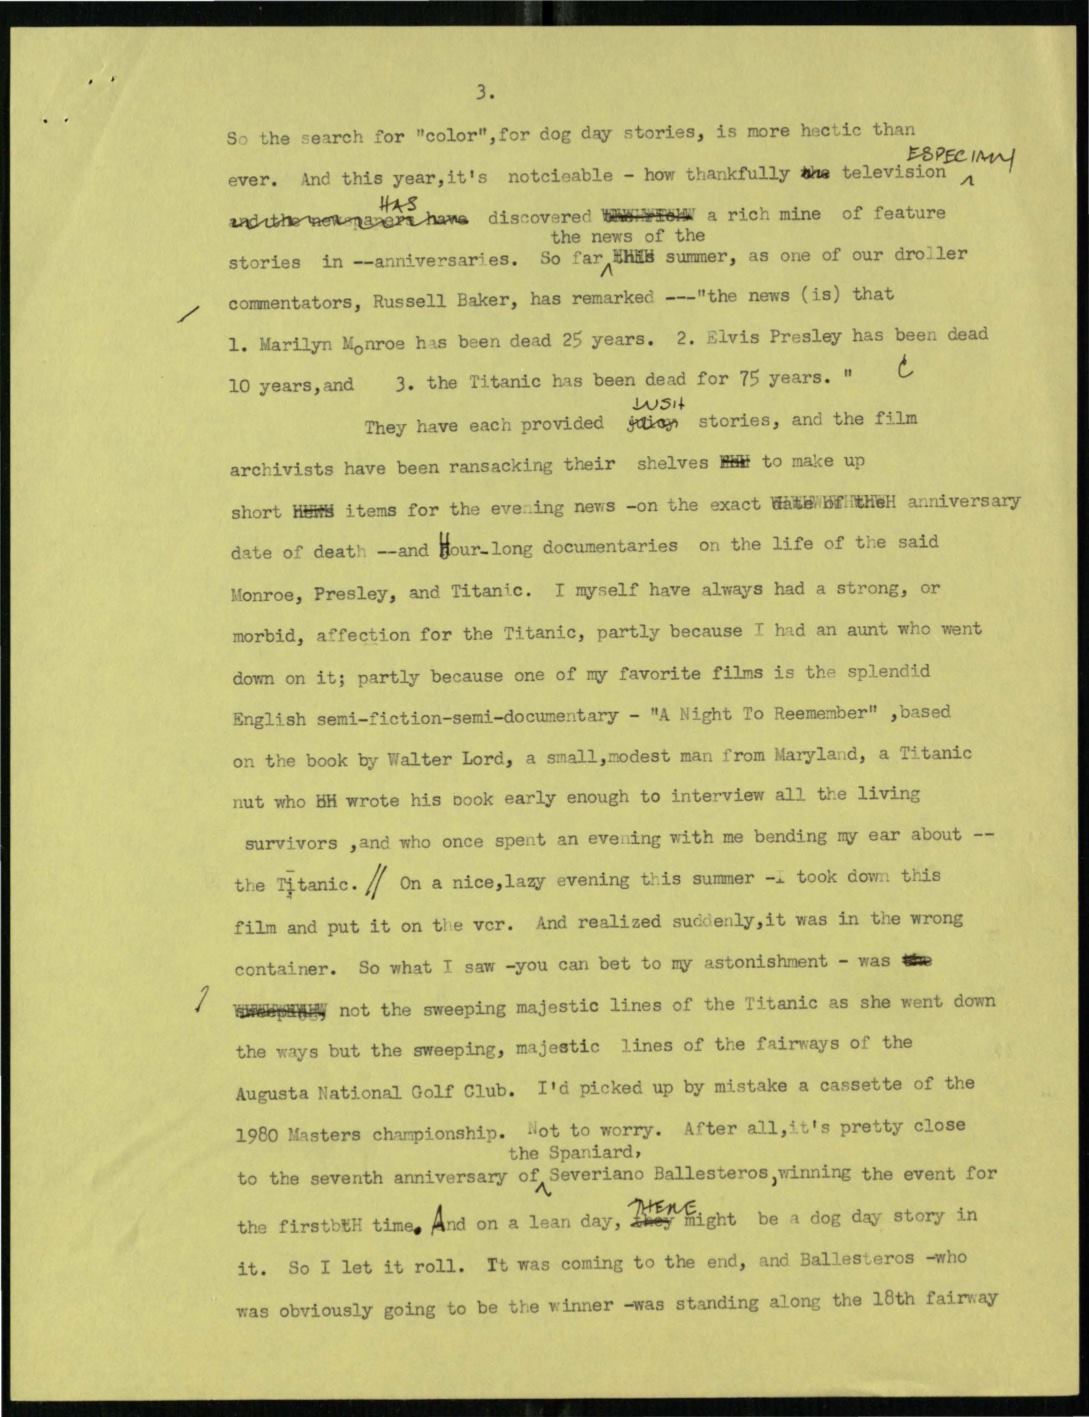 3.
So the search for "color",for dog day stories, is more hectic than
ESPECIALLY
ever. And this year,it's notcieable - how thankfully the television
HAS
and the newpapers have discovered a rich mine of feature
the news of the
stories in --anniversaries. So far this summer, as one of our droller
commentators, Russell Baker, has remarked ---"the news (is) that
1. Marilyn Monroe has been dead 25 years. 2. Elvis Presley has been dead
10 years,and 3. the Titanic has been dead for 75 years. "
LUSH
They have each provided juicy stories, and the film
archivists have been ransacking their shelves to make up
short news items for the evening news -on the exact date of the anniversary
date of death --and Hour-long documentaries on the life of the said
Monroe, Presley, and Titanic. I myself have always had a strong, or
morbid, affection for the Titanic, partly because I had an aunt who went
down on it; partly because one of my favorite films is the splendid
English semi-fiction-semi-documentary - "A Night To Reemember" ,based
on the book by Walter Lord, a small,modest man from Maryland, a Titanic
nut who wrote his book early enough to interview all the living
survivors ,and who once spent an evening with me bending my ear about --
the Titanic. // On a nice,lazy evening this summer -I took down this
film and put it on the vcr. And realized suddenly,it was in the wrong
container. So what I saw -you can bet to my astonishment - was the
sweeping, not the sweeping majestic lines of the Titanic as she went down
the ways but the sweeping, majestic lines of the fairways of the
Augusta National Golf Club. I'd picked up by mistake a cassette of the
1980 Masters championship. Not to worry. After all,it's pretty close
the Spaniard,
to the seventh anniversary of Severiano Ballesteros,winning the event for
THERE
the firstbtH time. And on a lean day, they might be a dog day story in
it. So I let it roll. It was coming to the end, and Ballesteros -who
was obviously going to be the winner -was standing along the 18th fairway